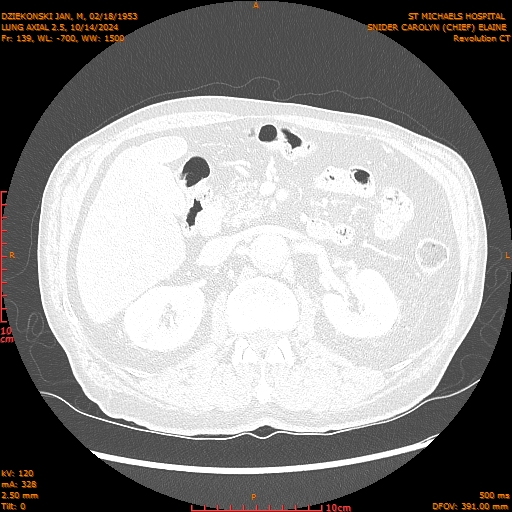 DZIEKONSKI JAN, M, 02/18/1953
LUNG AXIAL 2.5, 10/14/2024
Fr: 139, WL: -700, WW: 1500
A
ST MICHAELS HOSPITAL
SNIDER CAROLYN (CHIEF) ELAINE
Revolution CT
R
L
10
cm
kV: 120
mA: 328
2.50 mm
Tilt: 0
P
10cm
500 ms
DFOV: 391.00 mm